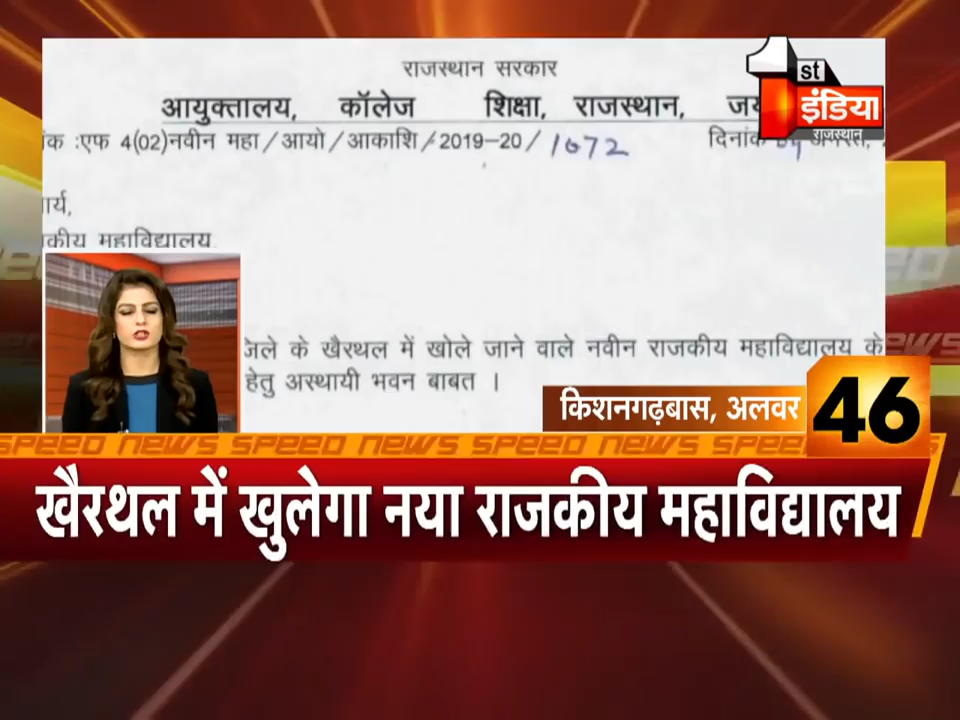 राजस्थान सरकार
आयुक्तालय, कॉलेज शिक्षा, राजस्थान,
1st
इंडिया
राजस्थान
एफ 4(02)नवीन महा/आयो/आकाशि/2019-20/1072
दिनांक
महाविद्यालय
जिले के खैरथल में खोले जाने वाले नवीन राजकीय महाविद्यालय के
हेतु अस्थायी भवन बाबत ।
किशनगढ़बास, अलवर
46
SPEED NEWS SPEED NEWS SPEED NEWS SPEED NEWS
खैरथल में खुलेगा नया राजकीय महाविद्यालय